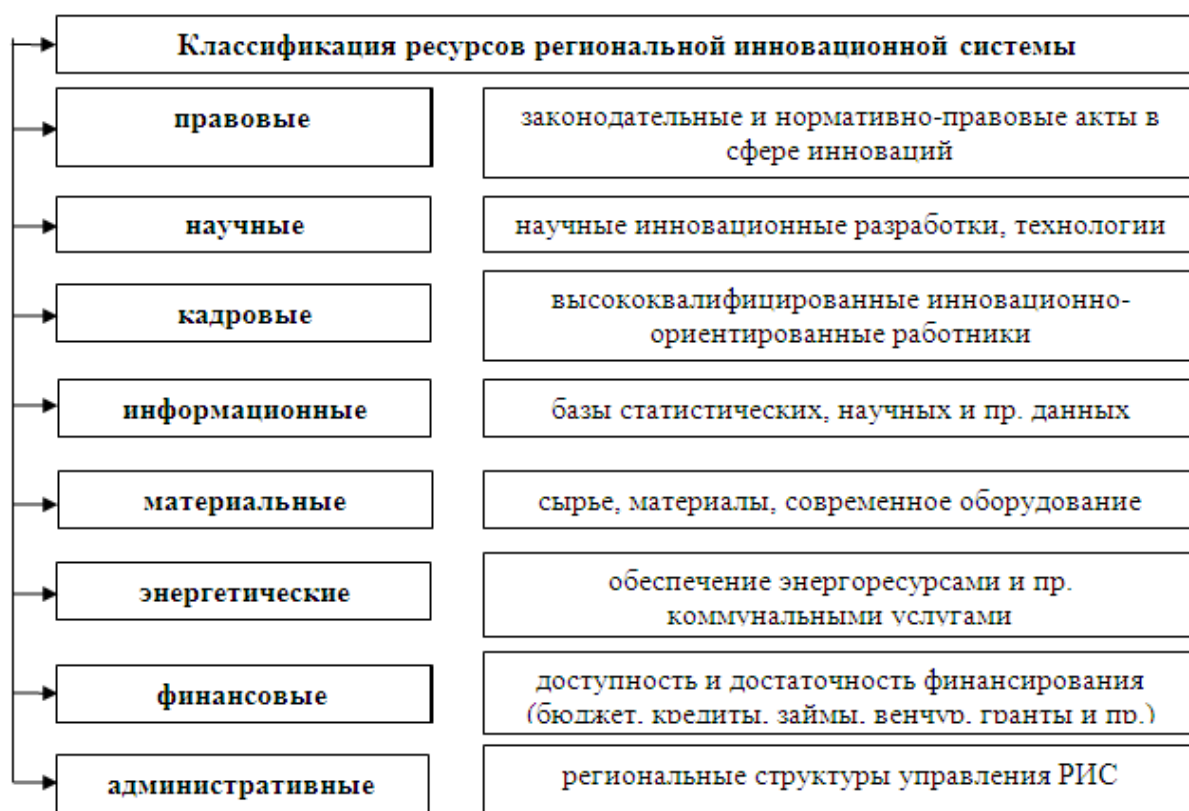 Классификация ресурсов региональной инновационной системы
правовые
законодательные и нормативно-правовые акты в
сфере инноваций
научные
научные инновационные разработки, технологии
кадровые
высококвалифицированные инновационно-
ориентированные работники
информационные
базы статистических, научных и пр. данных
материальные
сырье, материалы, современное оборудование
энергетические
обеспечение энергоресурсами и пр.
коммунальными услугами
финансовые
доступность и достаточность финансирования
(бюджет, кредиты, займы, венчур, гранты и пр.)
административные
региональные структуры управления РИС